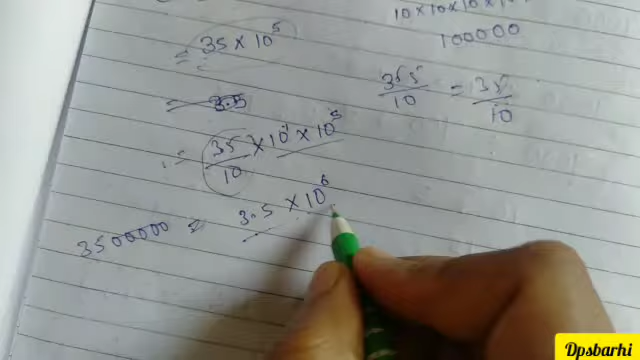 10×10×10×10
100000
= 35 × 10⁵
35/10 = 35/10
= 3.5
= 35/10 × 10¹ × 10⁵
3500000 = 3.5 × 10⁶
Dpsbarhi